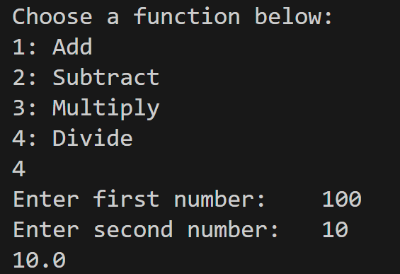 Choose a function below:
1: Add
2: Subtract
3: Multiply
4: Divide
4
Enter first number:    100
Enter second number:   10
10.0